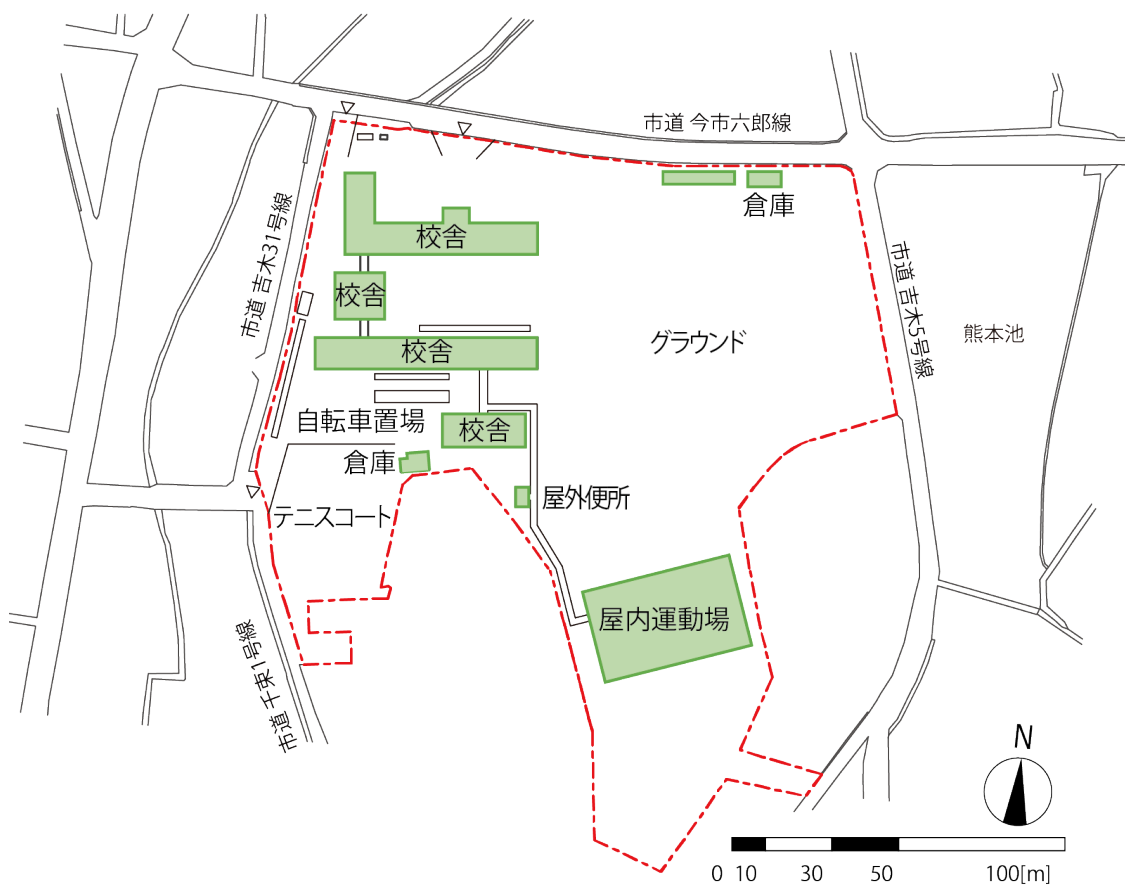 市道 今市六郎線
倉庫
市道 吉木31号線
校舎
校舎
校舎
グラウンド
市道 吉木5号線
熊本池
自転車置場
校舎
倉庫
屋外便所
テニスコート
屋内運動場
市道 千束1号線
N
0 10 30 50 100[m]